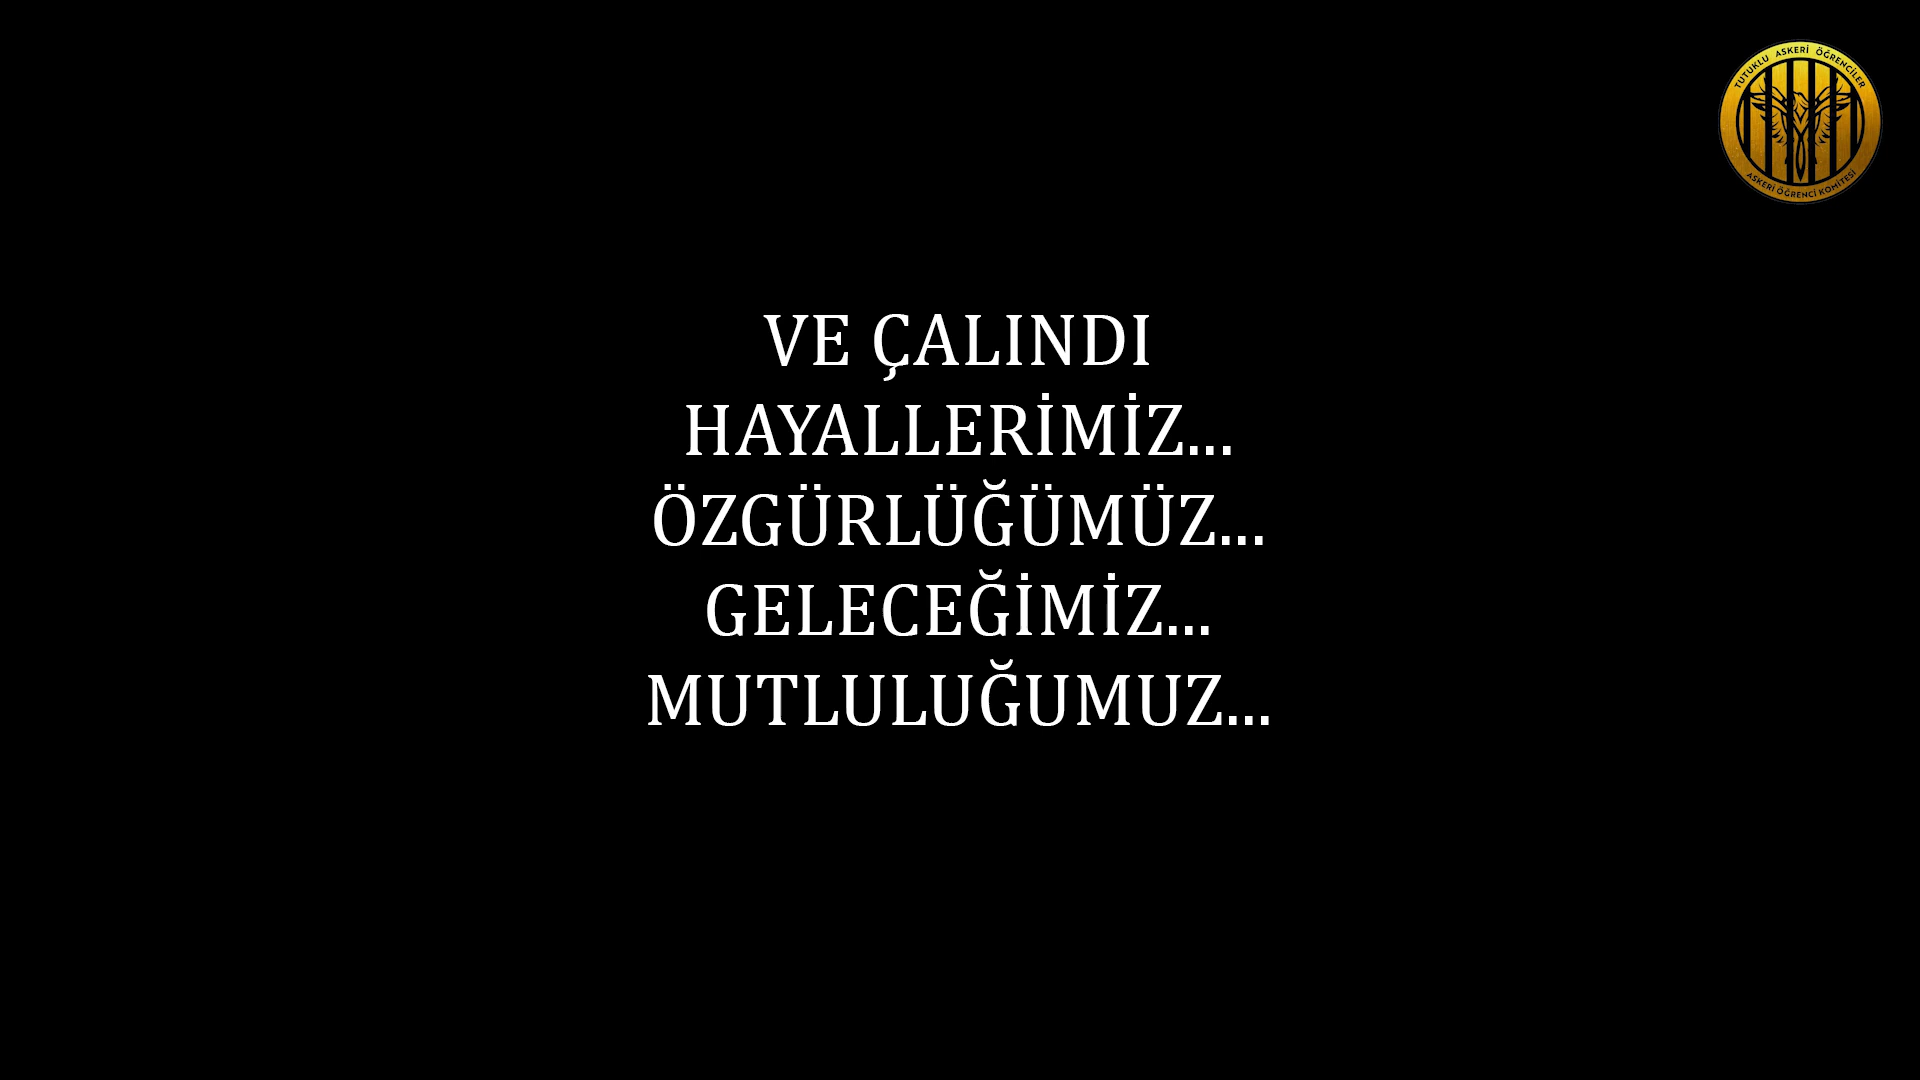 TUTUKLU ASKERİ ÖĞRENCİLER
ASKERİ ÖĞRENCİ KOMİTESİ
VE ÇALINDI
HAYALLERİMİZ...
ÖZGÜRLÜĞÜMÜZ...
GELECEĞİMİZ...
MUTLULUĞUMUZ...